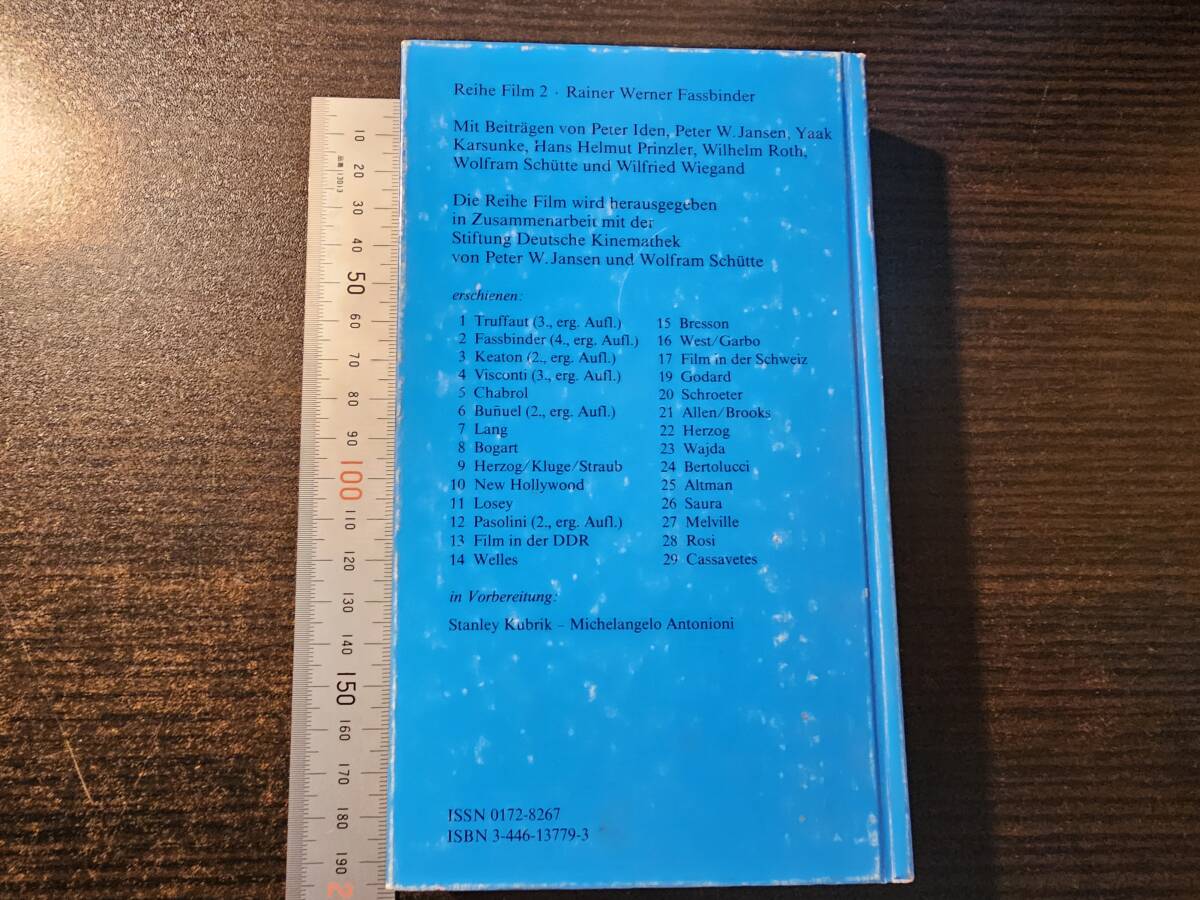 Reihe Film 2 · Rainer Werner Fassbinder
Mit Beiträgen von Peter Iden, Peter W. Jansen, Yaak
Karsunke, Hans Helmut Prinzler, Wilhelm Roth,
Wolfram Schütte und Wilfried Wiegand
Die Reihe Film wird herausgegeben
in Zusammenarbeit mit der
Stiftung Deutsche Kinemathek
von Peter W. Jansen und Wolfram Schütte
erschienen:
1 Truffaut (3., erg. Aufl.)
2 Fassbinder (4., erg. Aufl.)
3 Keaton (2., erg. Aufl.)
4 Visconti (3., erg. Aufl.)
5 Chabrol
6 Buñuel (2., erg. Aufl.)
7 Lang
8 Bogart
9 Herzog/Kluge/Straub
10 New Hollywood
11 Losey
12 Pasolini (2., erg. Aufl.)
13 Film in der DDR
14 Welles
15 Bresson
16 West/Garbo
17 Film in der Schweiz
19 Godard
20 Schroeter
21 Allen/Brooks
22 Herzog
23 Wajda
24 Bertolucci
25 Altman
26 Saura
27 Melville
28 Rosi
29 Cassavetes
in Vorbereitung:
Stanley Kubrik – Michelangelo Antonioni
ISSN 0172-8267
ISBN 3-446-13779-3
10
20
30
40
50
60
70
80
90
100
110
120
130
140
150
160
170
180
190
2
品番 13013